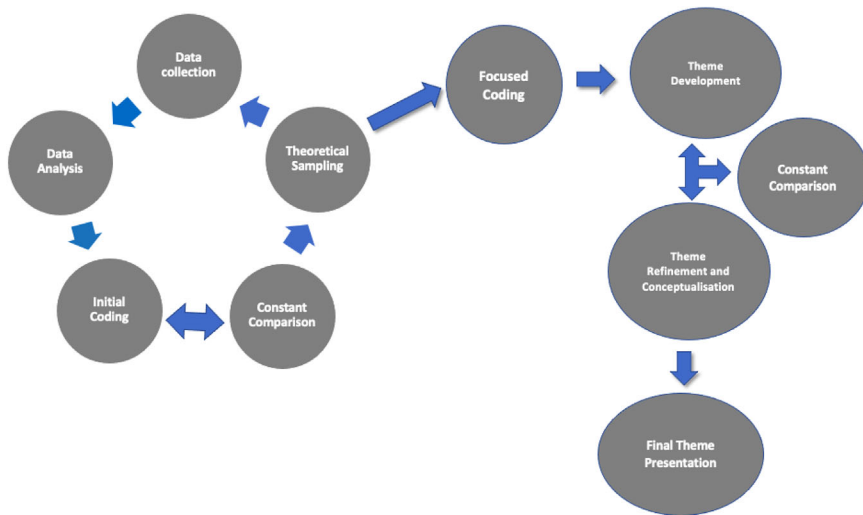 Data
collection
Data
Analysis
Initial
Coding
Constant
Comparison
Theoretical
Sampling
Focused
Coding
Theme
Development
Constant
Comparison
Theme
Refinement and
Conceptualisation
Final Theme
Presentation